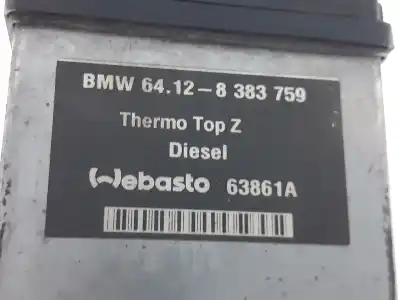 BMW 64.12-8 383 759
Thermo Top Z
Diesel
Webasto 63861A